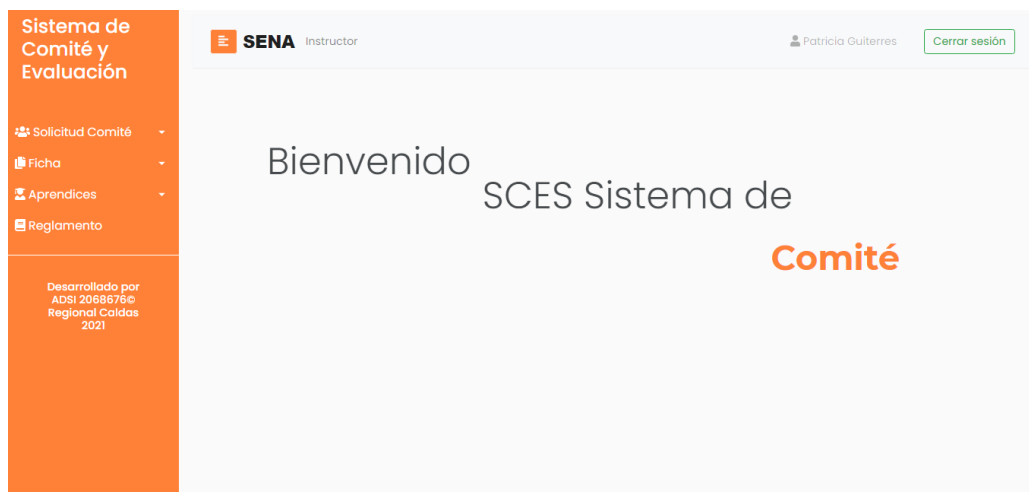 Sistema de
Comité y
Evaluación
SENA Instructor
Patricia Guiterres
Cerrar sesión
Solicitud Comité
Ficha
Aprendices
Reglamento
Desarrollado por
ADSI 2068676©
Regional Caldas
2021
Bienvenido
SCES Sistema de
Comité